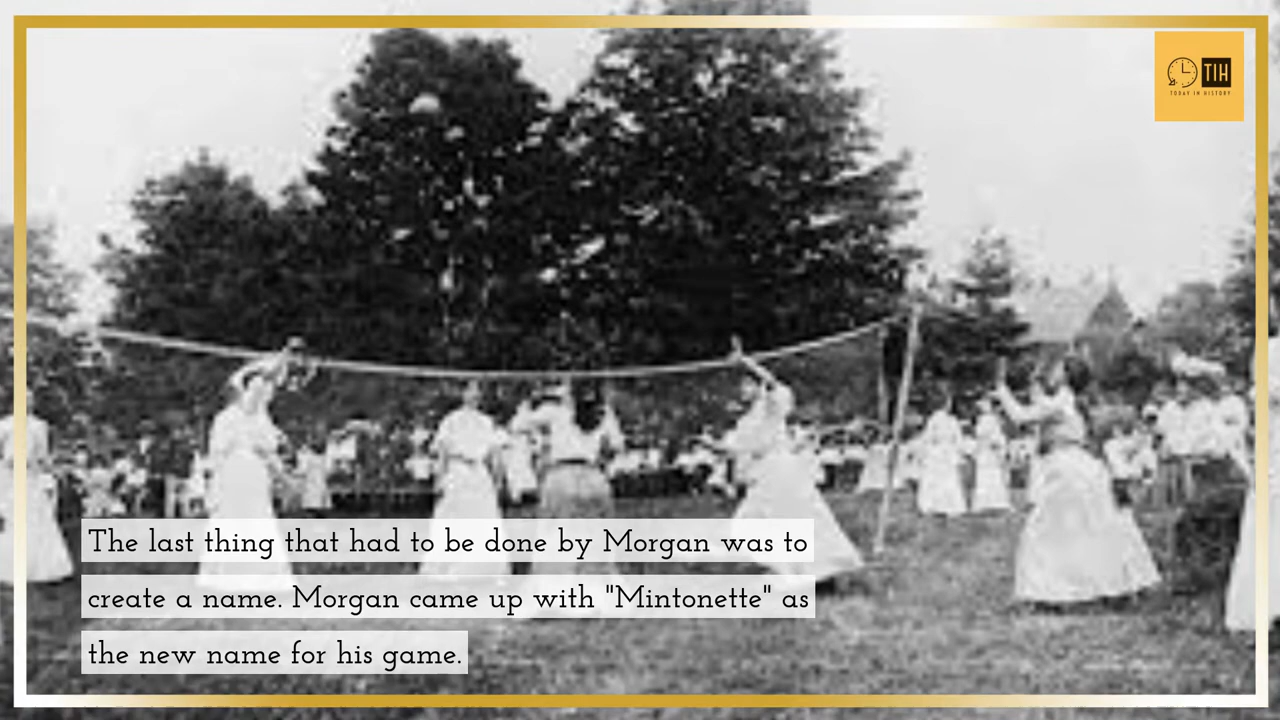 TIH
TODAY IN HISTORY
The last thing that had to be done by Morgan was to
create a name. Morgan came up with "Mintonette" as
the new name for his game.